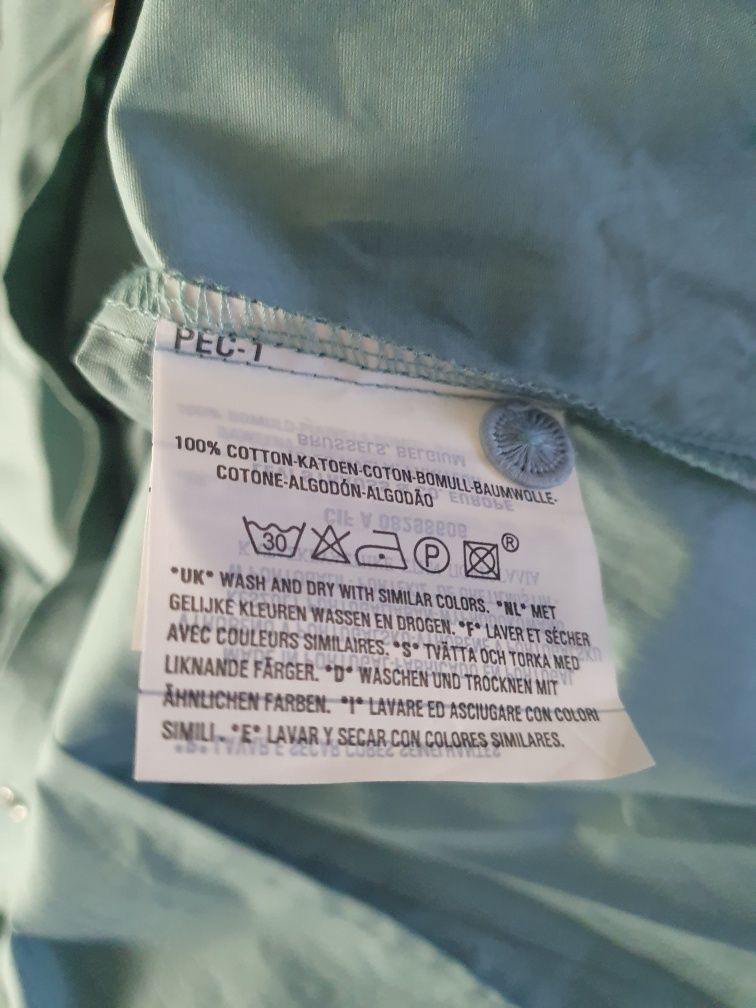 PEC-1
100% COTTON-KATOEN-COTON-BOMULL-BAUMWOLLE-
COTONE-ALGODÓN-ALGODÃO
30 P ®
*UK* WASH AND DRY WITH SIMILAR COLORS. *NL* MET
GELIJKE KLEUREN WASSEN EN DROGEN. *F* LAVER ET SÉCHER
AVEC COULEURS SIMILAIRES. *S* TVÄTTA OCH TORKA MED
LIKNANDE FÄRGER. *D* WASCHEN UND TROCKNEN MIT
ÄHNLICHEN FARBEN. *I* LAVARE ED ASCIUGARE CON COLORI
SIMILI. *E* LAVAR Y SECAR CON COLORES SIMILARES.